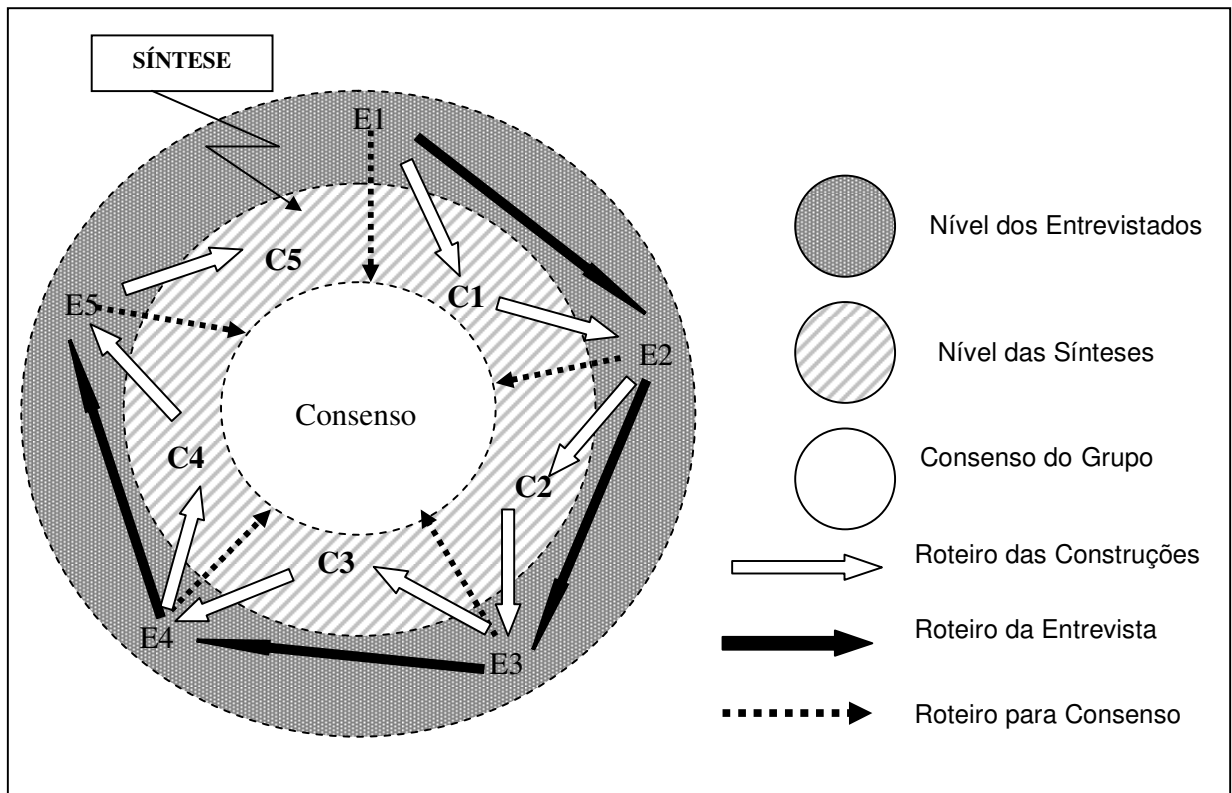 SÍNTESE
E1
C5
C1
E5
E2
Consenso
C4
C2
C3
E4
E3
Nível dos Entrevistados
Nível das Sínteses
Consenso do Grupo
Roteiro das Construções
Roteiro da Entrevista
Roteiro para Consenso